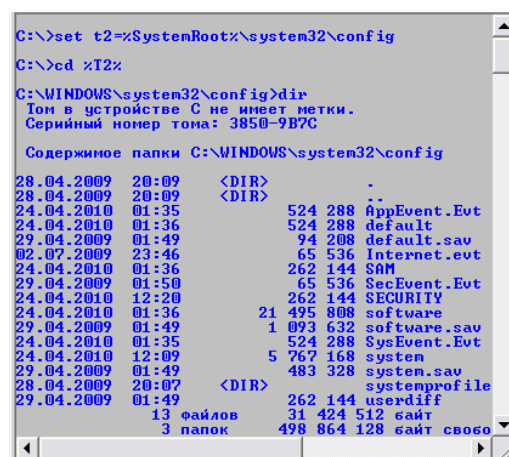 C:\>set t2=%SystemRoot%\system32\config
C:\>cd %T2%
C:\WINDOWS\system32\config>dir
Том в устройстве C не имеет метки.
Серийный номер тома: 3850-9B7C
Содержимое папки C:\WINDOWS\system32\config
28.04.2009 20:09 <DIR> .
28.04.2009 20:09 <DIR> ..
24.04.2010 01:35 524 288 AppEvent.Evt
24.04.2010 01:36 524 288 default
29.04.2009 01:49 94 208 default.sav
02.07.2009 23:46 65 536 Internet.evt
24.04.2010 01:36 262 144 SAM
29.04.2009 01:50 65 536 SecEvent.Evt
24.04.2010 12:20 262 144 SECURITY
24.04.2010 01:36 21 495 808 software
29.04.2009 01:49 1 093 632 software.sav
24.04.2010 01:35 524 288 SysEvent.Evt
24.04.2010 12:09 5 767 168 system
29.04.2009 01:49 483 328 system.sav
28.04.2009 20:07 <DIR> systemprofile
29.04.2009 01:49 262 144 userdiff
13 файлов 31 424 512 байт
3 папок 498 864 128 байт свобо